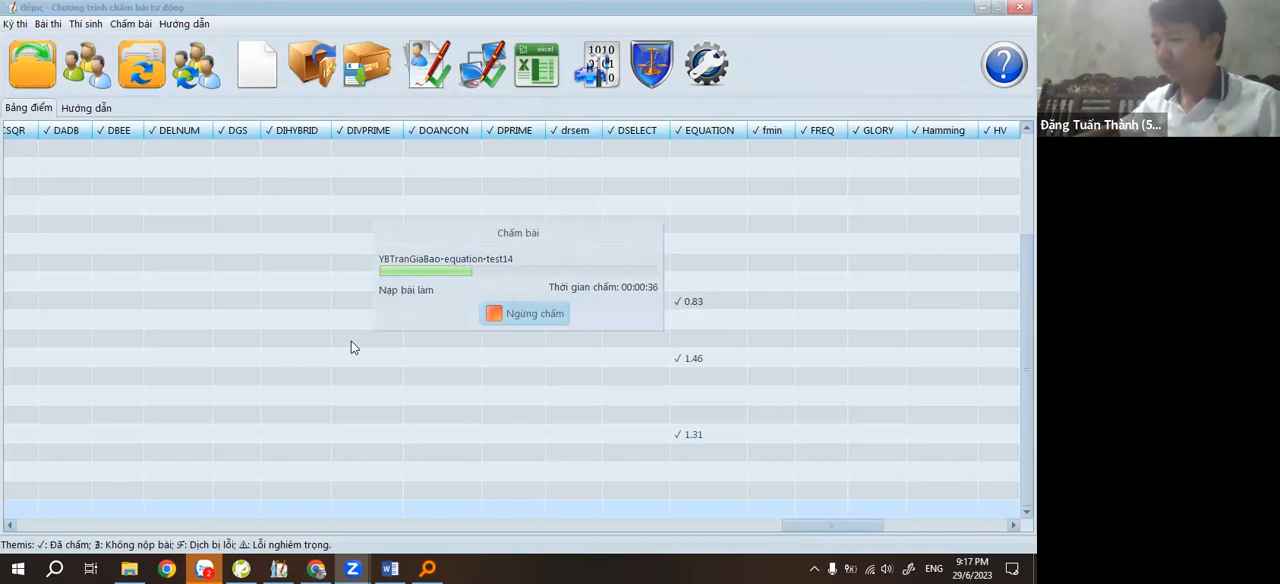 Θέμις - Chương trình chấm bài tự động
Kỳ thi Bài thi Thí sinh Chấm bài Hướng dẫn
excel
1010
Bảng điểm Hướng dẫn
CSQR ✓ DADB ✓ DBEE ✓ DELNUM ✓ DGS ✓ DIHYBRID IME ✓ DOANCON ✓ DPRIME ✓ drsem ✓ DSELECT ✓ EQUATION ✓ fmin ✓ FREQ ✓ GLORY ✓ Hamming ✓ HV
Chấm bài
YBTranGiaBao•equation•test14
Nạp bài làm Thời gian chấm: 00:00:36
Ngừng chấm
✓ 0.83
✓ 1.46
✓ 1.31
Themis: ✓: Đã chấm; ∄: Không nộp bài; ₣: Dịch bị lỗi; ⚠: Lỗi nghiêm trọng.
ENG
9:17 PM
29/6/2023
Đặng Tuấn Thành (5...